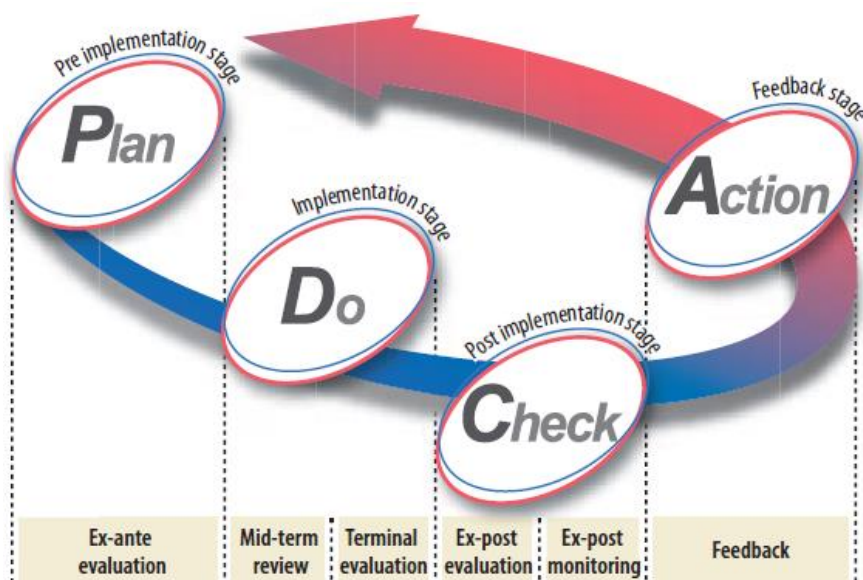 Pre implementation stage
Plan
Implementation stage
Do
Post implementation stage
Check
Feedback stage
Action
Ex-ante
evaluation
Mid-term
review
Terminal
evaluation
Ex-post
evaluation
Ex-post
monitoring
Feedback